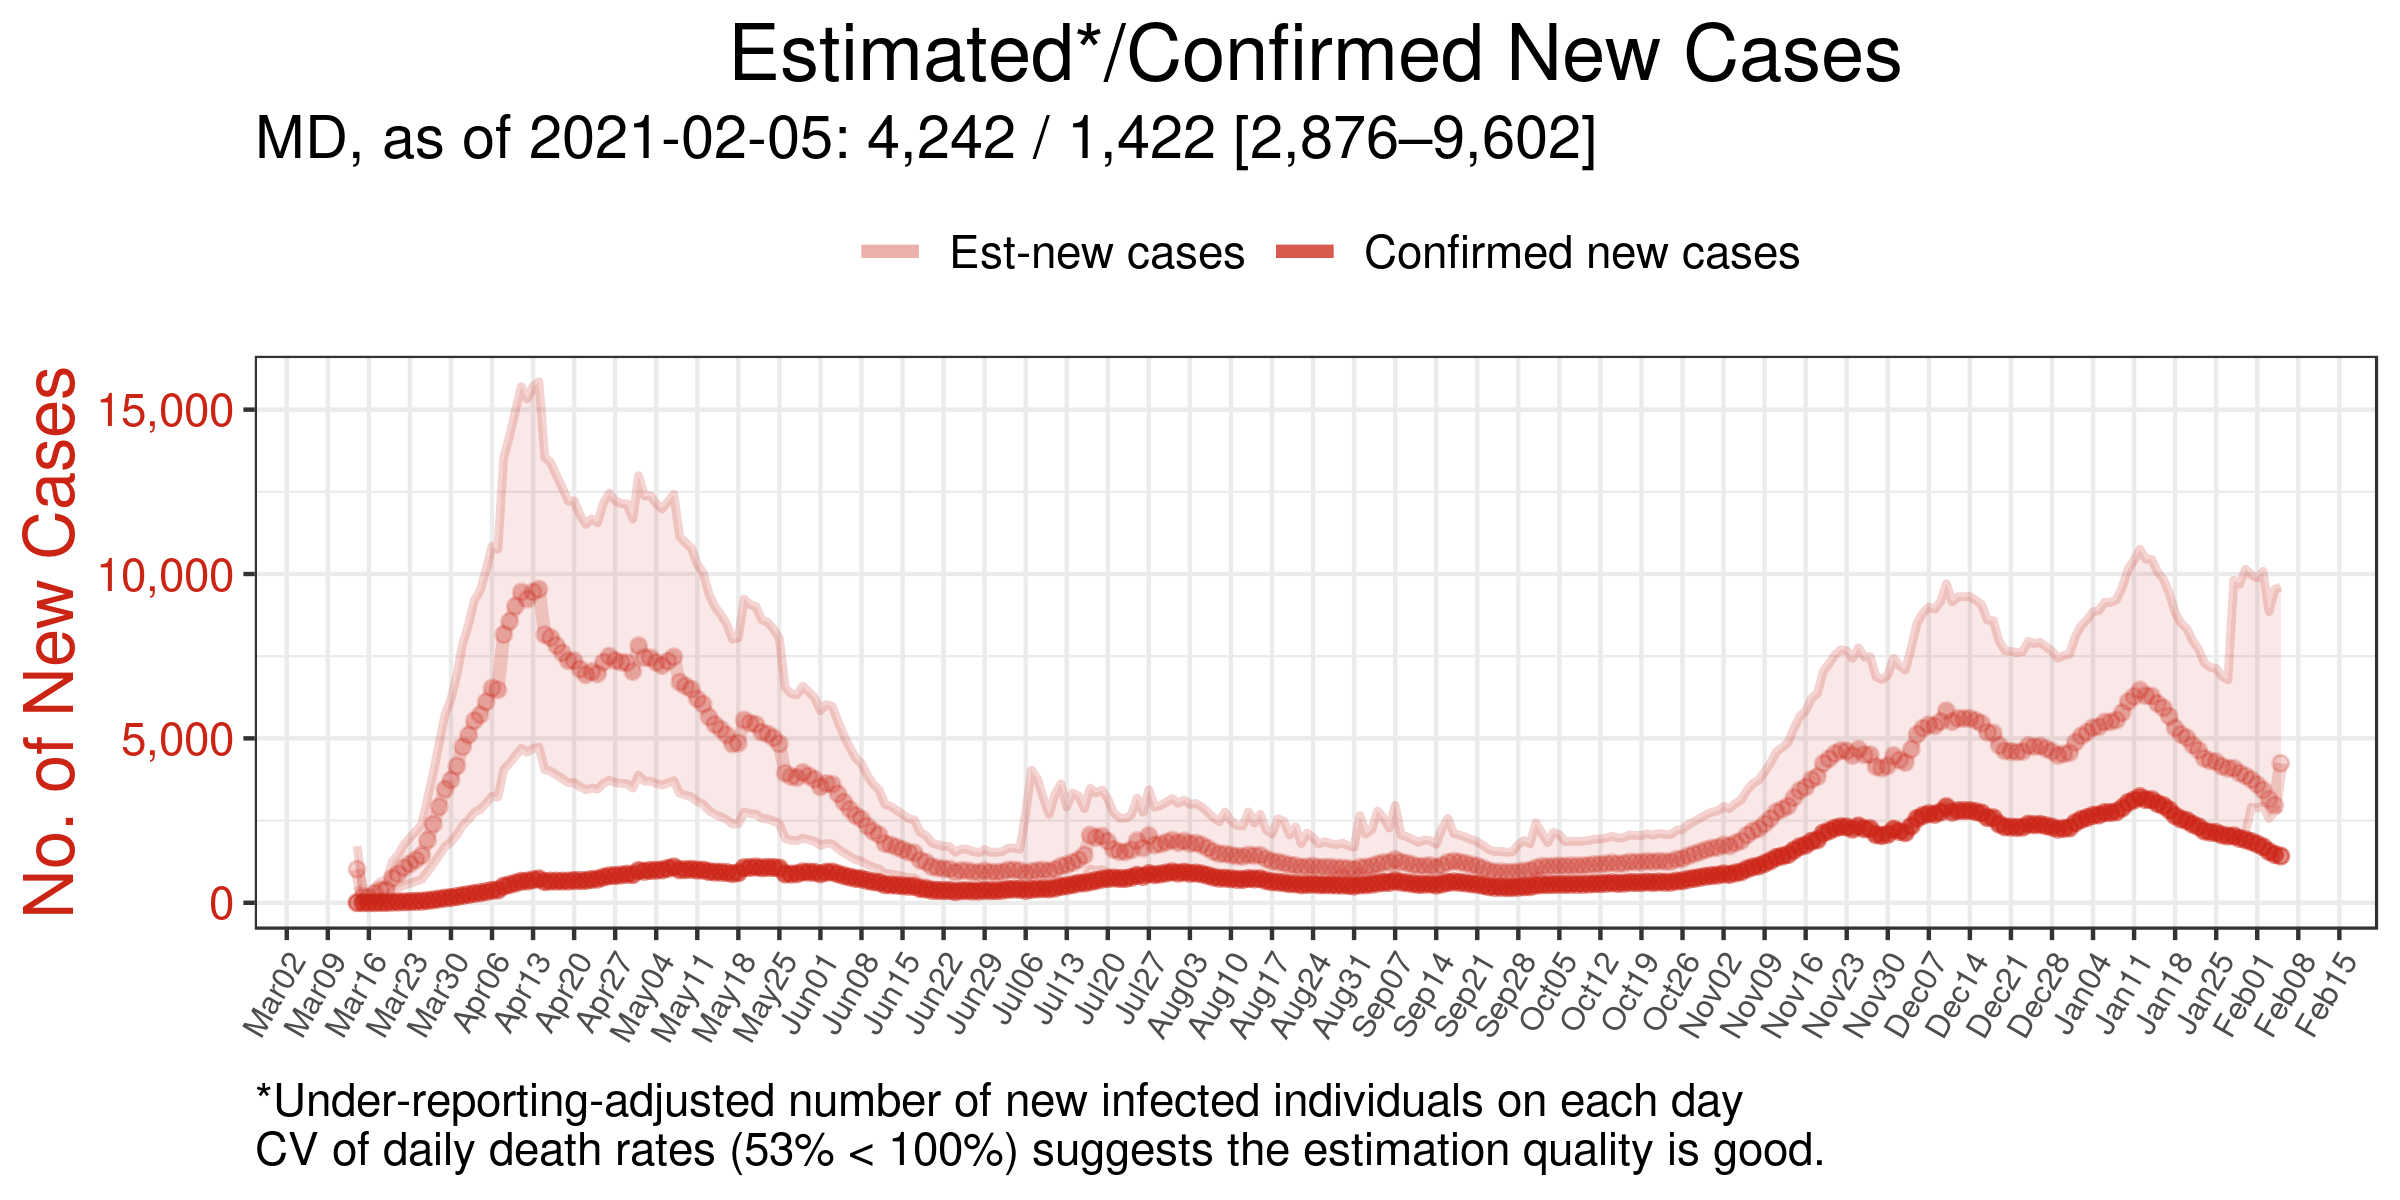 Estimated*/Confirmed New Cases
MD, as of 2021-02-05: 4,242 / 1,422 [2,876–9,602]
Est-new cases
Confirmed new cases
No. of New Cases
15,000
10,000
5,000
0
Mar02
Mar09
Mar16
Mar23
Mar30
Apr06
Apr13
Apr20
Apr27
May04
May11
May18
May25
Jun01
Jun08
Jun15
Jun22
Jun29
Jul06
Jul13
Jul20
Jul27
Aug03
Aug10
Aug17
Aug24
Aug31
Sep07
Sep14
Sep21
Sep28
Oct05
Oct12
Oct19
Oct26
Nov02
Nov09
Nov16
Nov23
Nov30
Dec07
Dec14
Dec21
Dec28
Jan04
Jan11
Jan18
Jan25
Feb01
Feb08
Feb15
*Under-reporting-adjusted number of new infected individuals on each day
CV of daily death rates (53% < 100%) suggests the estimation quality is good.